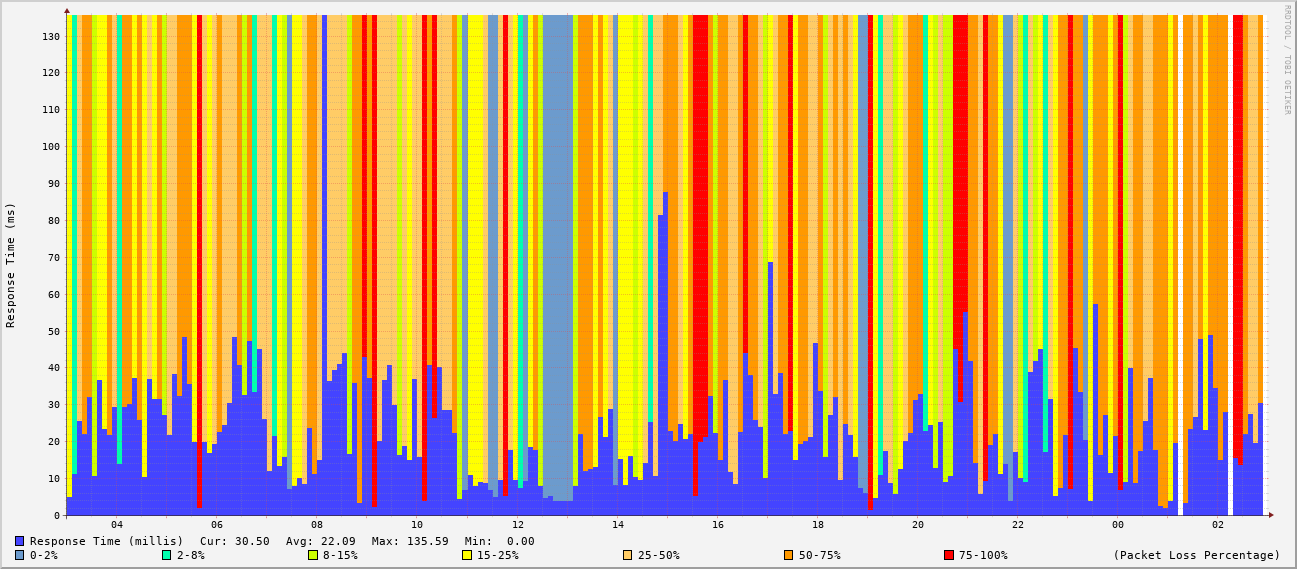 RRDTOOL / TOBI OETIKER
Response Time (ms)
130
120
110
100
90
80
70
60
50
40
30
20
10
0
04 06 08 10 12 14 16 18 20 22 00 02
Response Time (millis) Cur: 30.50 Avg: 22.09 Max: 135.59 Min: 0.00
0-2% 2-8% 8-15% 15-25% 25-50% 50-75% 75-100% (Packet Loss Percentage)